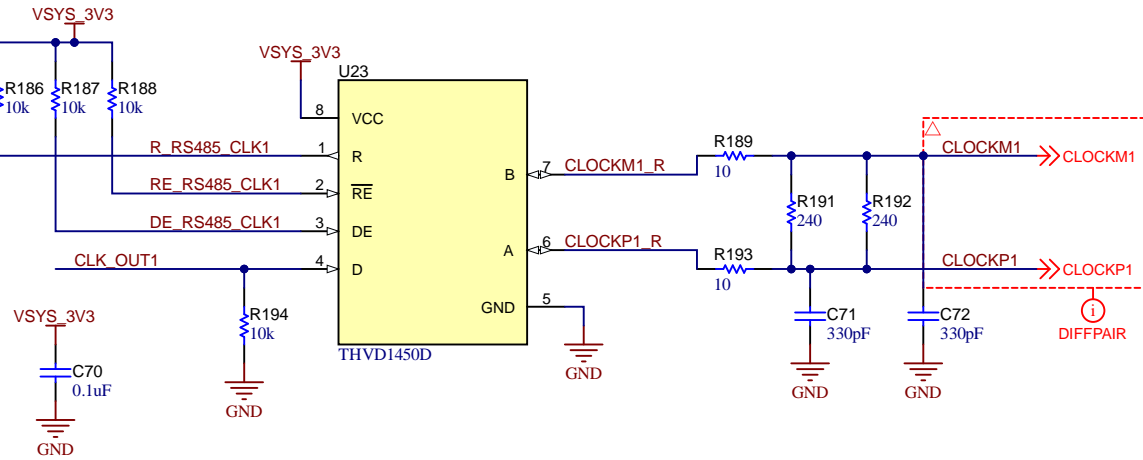 VSYS_3V3
R186
10k
R187
10k
R188
10k
VSYS_3V3
U23
8
VCC
R_RS485_CLK1
1
R
RE_RS485_CLK1
2
RE
DE_RS485_CLK1
3
DE
CLK_OUT1
4
D
B
7
CLOCKM1_R
A
6
CLOCKP1_R
GND
5
THVD1450D
GND
R194
10k
GND
VSYS_3V3
C70
0.1uF
GND
R189
10
R193
10
R191
240
R192
240
CLOCKM1
CLOCKM1
CLOCKP1
CLOCKP1
C71
330pF
GND
C72
330pF
GND
i
DIFFPAIR